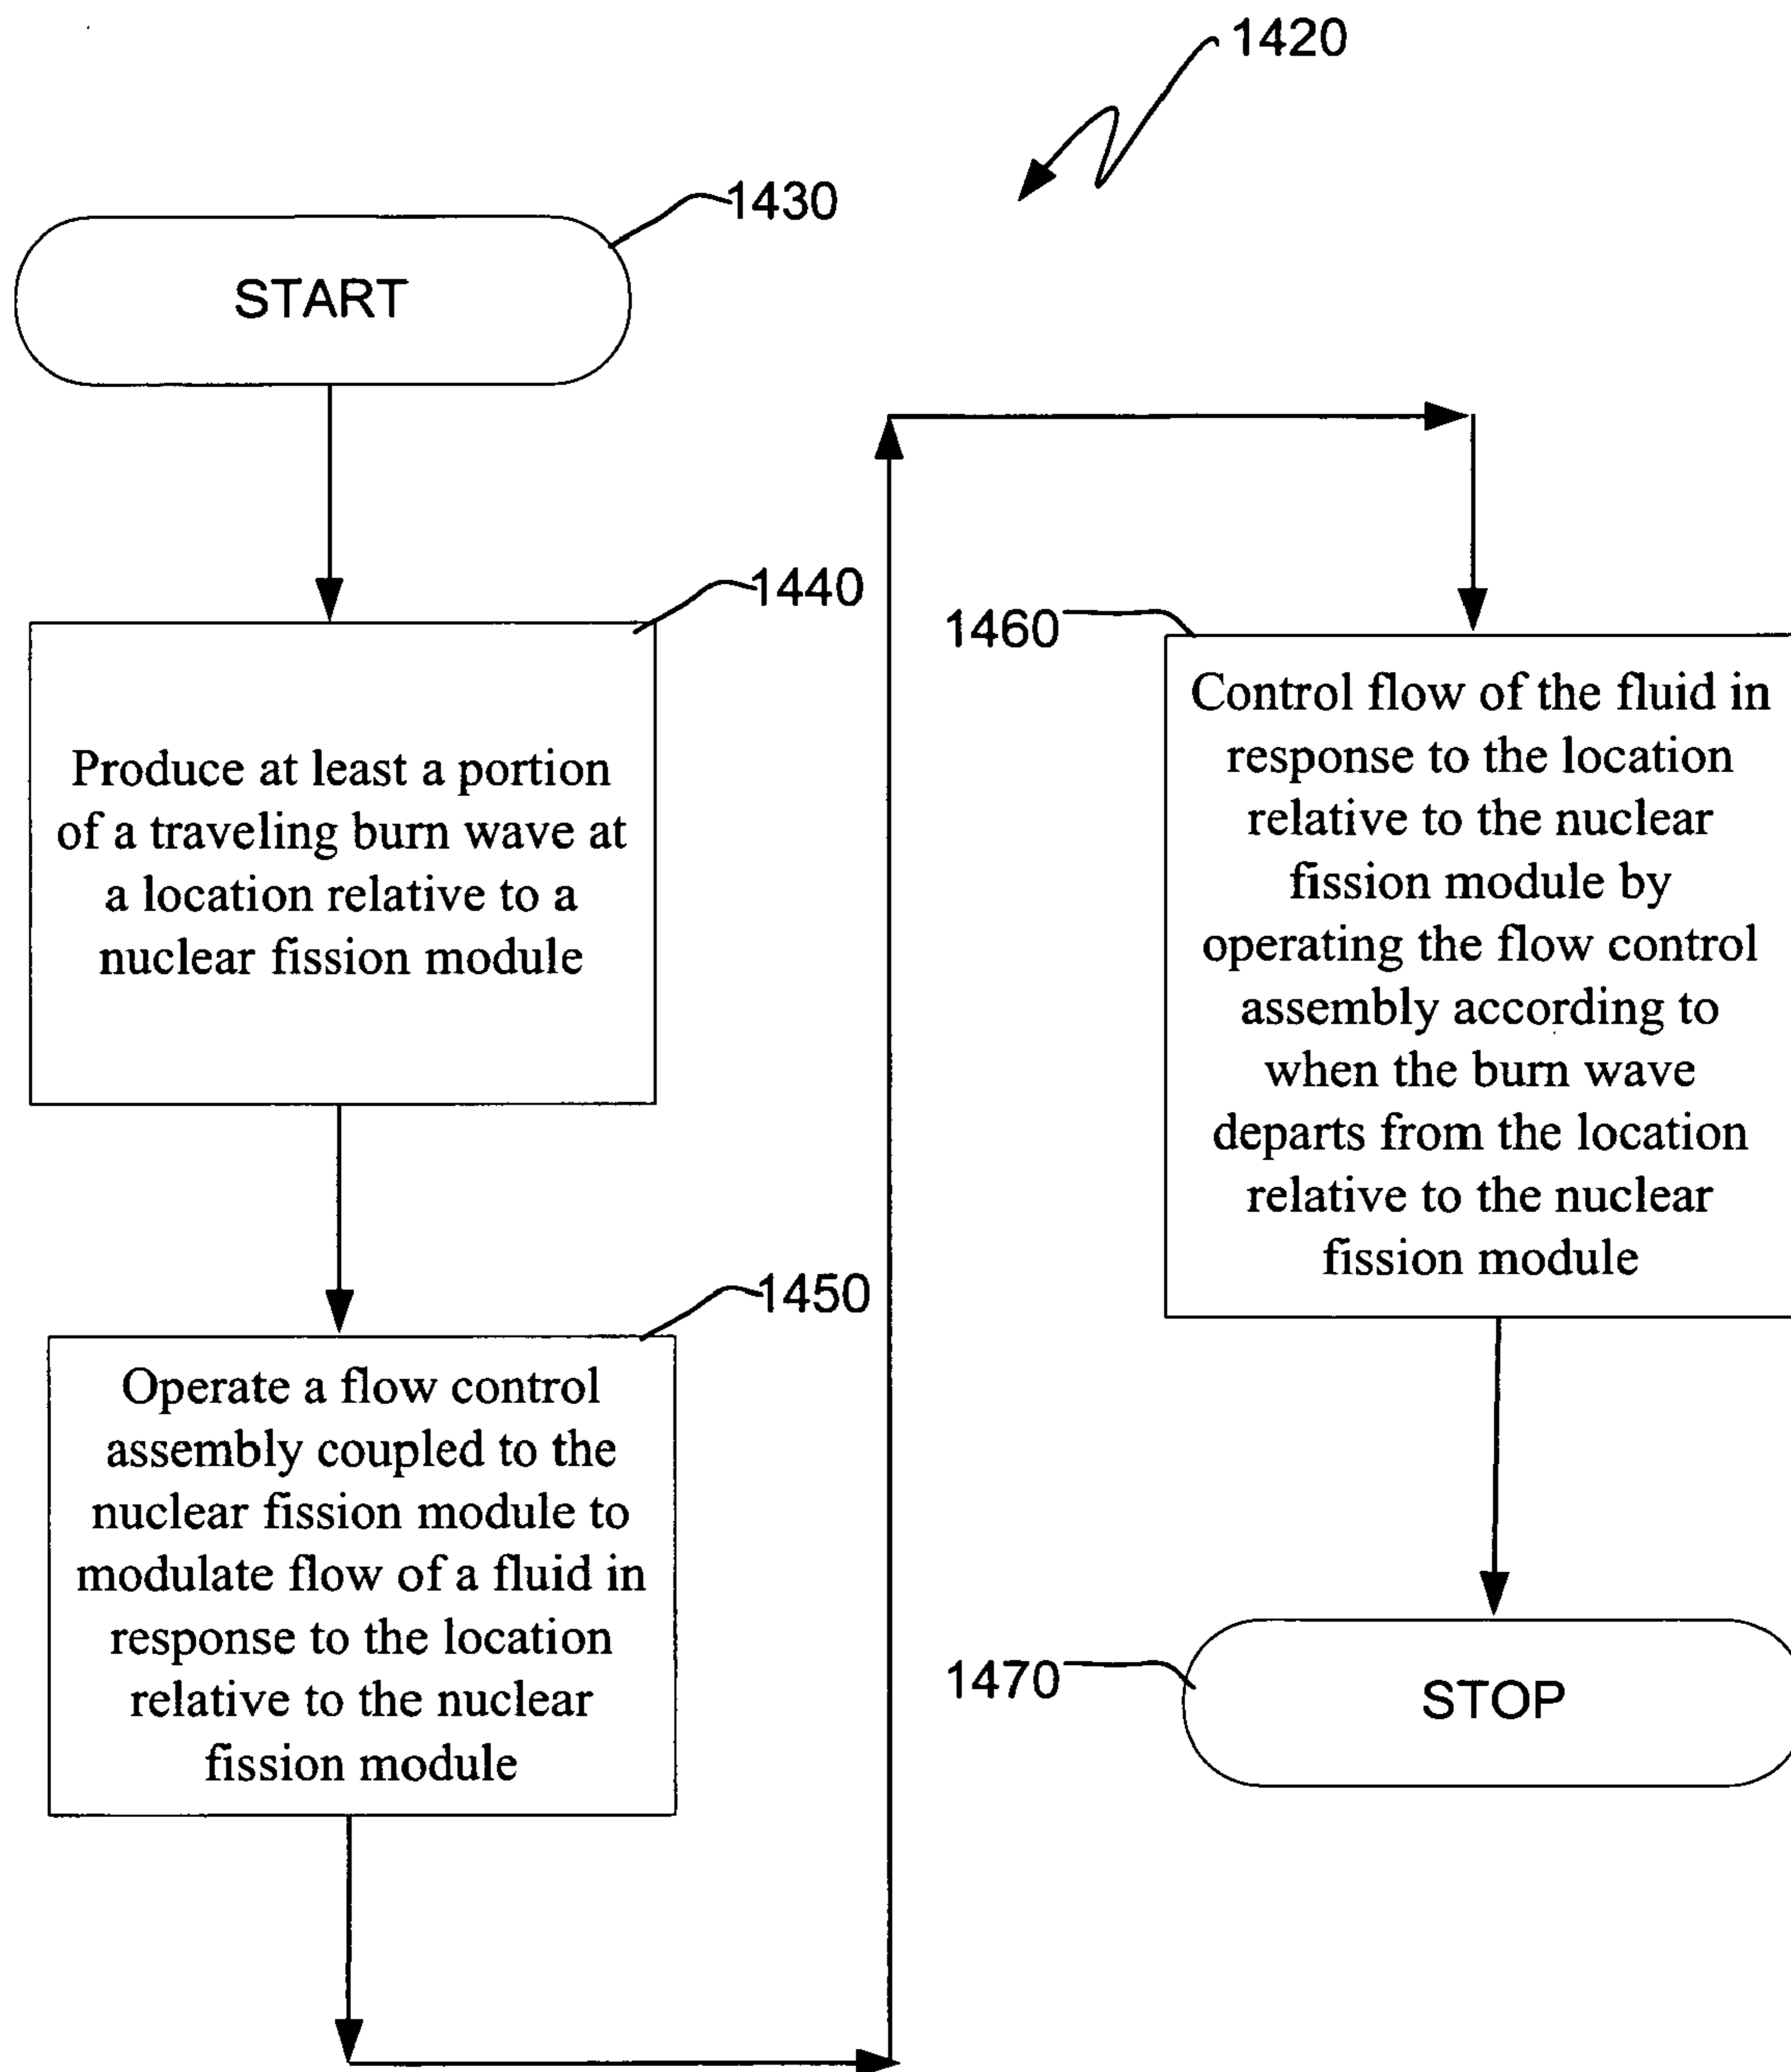 1420
1430
START
1440
Produce at least a portion
of a traveling burn wave at
a location relative to a
nuclear fission module
1450
Operate a flow control
assembly coupled to the
nuclear fission module to
modulate flow of a fluid in
response to the location
relative to the nuclear
fission module
1460
Control flow of the fluid in
response to the location
relative to the nuclear
fission module by
operating the flow control
assembly according to
when the burn wave
departs from the location
relative to the nuclear
fission module
1470
STOP